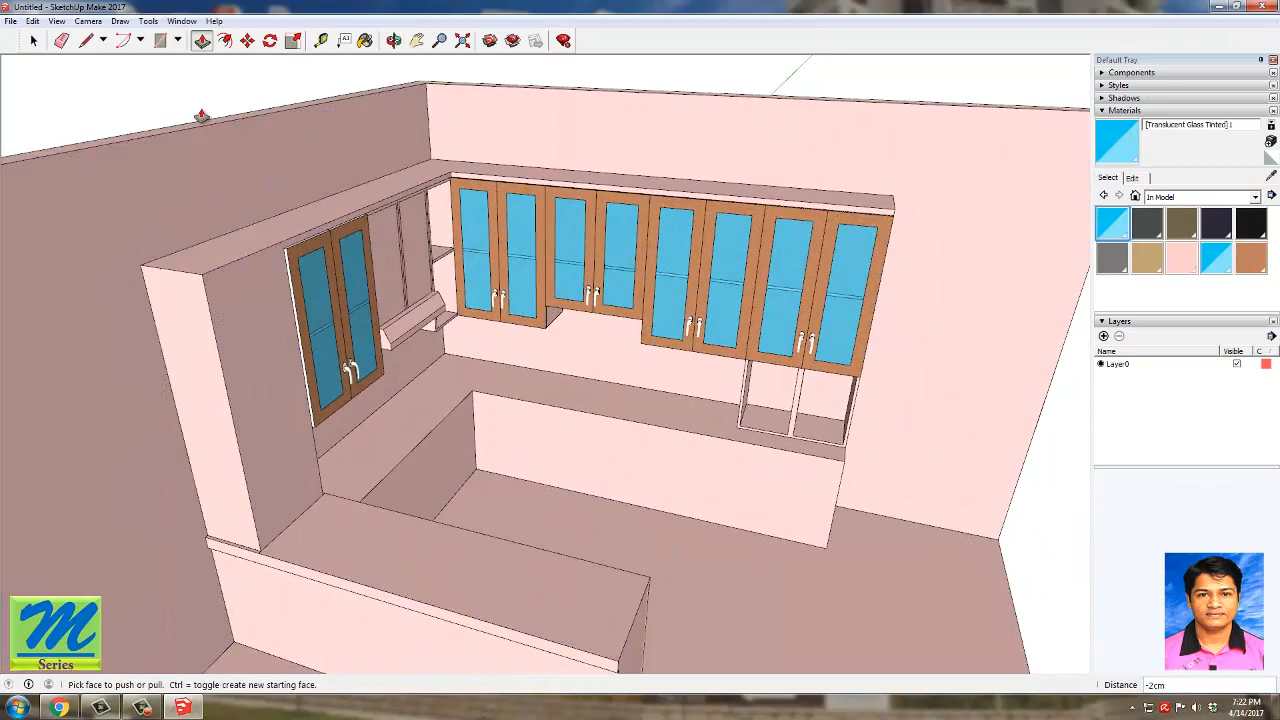 Untitled - SketchUp Make 2017
File Edit View Camera Draw Tools Window Help
A1
Default Tray
Components
Styles
Shadows
Materials
[Translucent Glass Tinted]1
Select Edit
In Model
Layers
Name Visible C
Layer0
M
Series
Pick face to push or pull. Ctrl = toggle create new starting face.
Distance -2cm
7:22 PM
4/14/2017